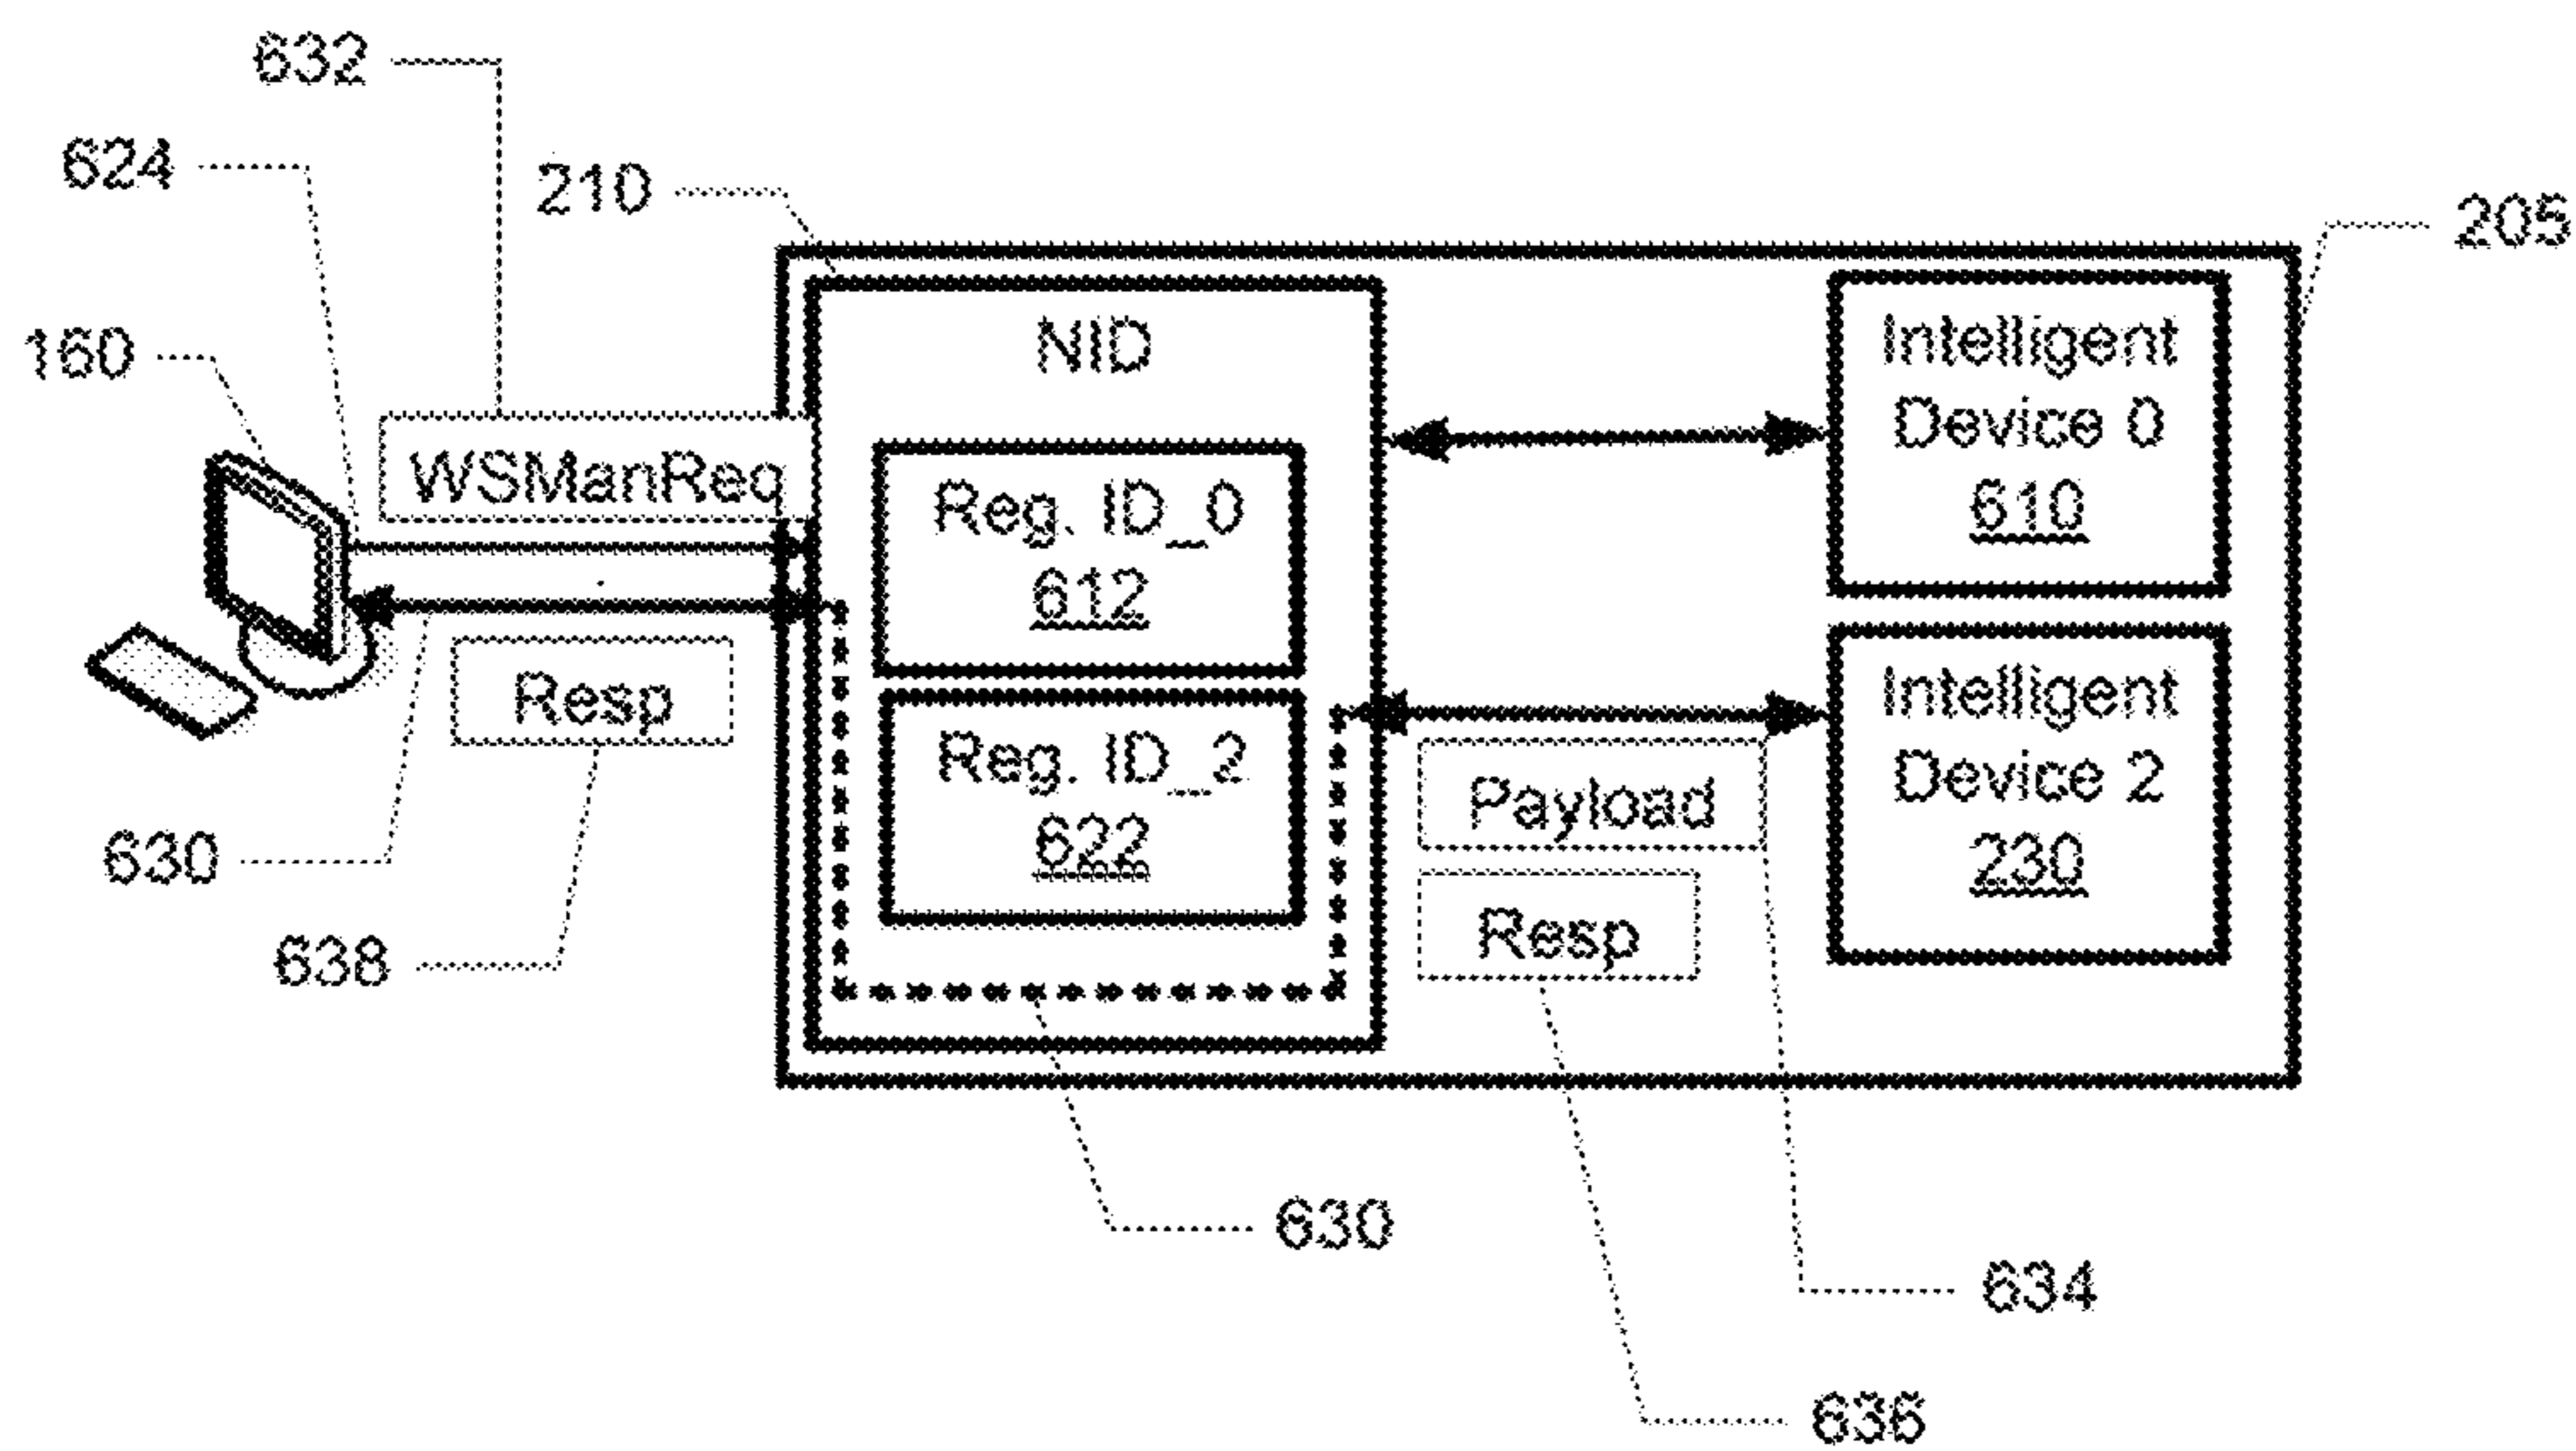 632
624
210
205
160
NID
Intelligent
Device 0
610
WSManReq
Reg. ID_0
612
Resp
Intelligent
Device 2
230
Reg. ID_2
622
Payload
Resp
630
638
630
634
636